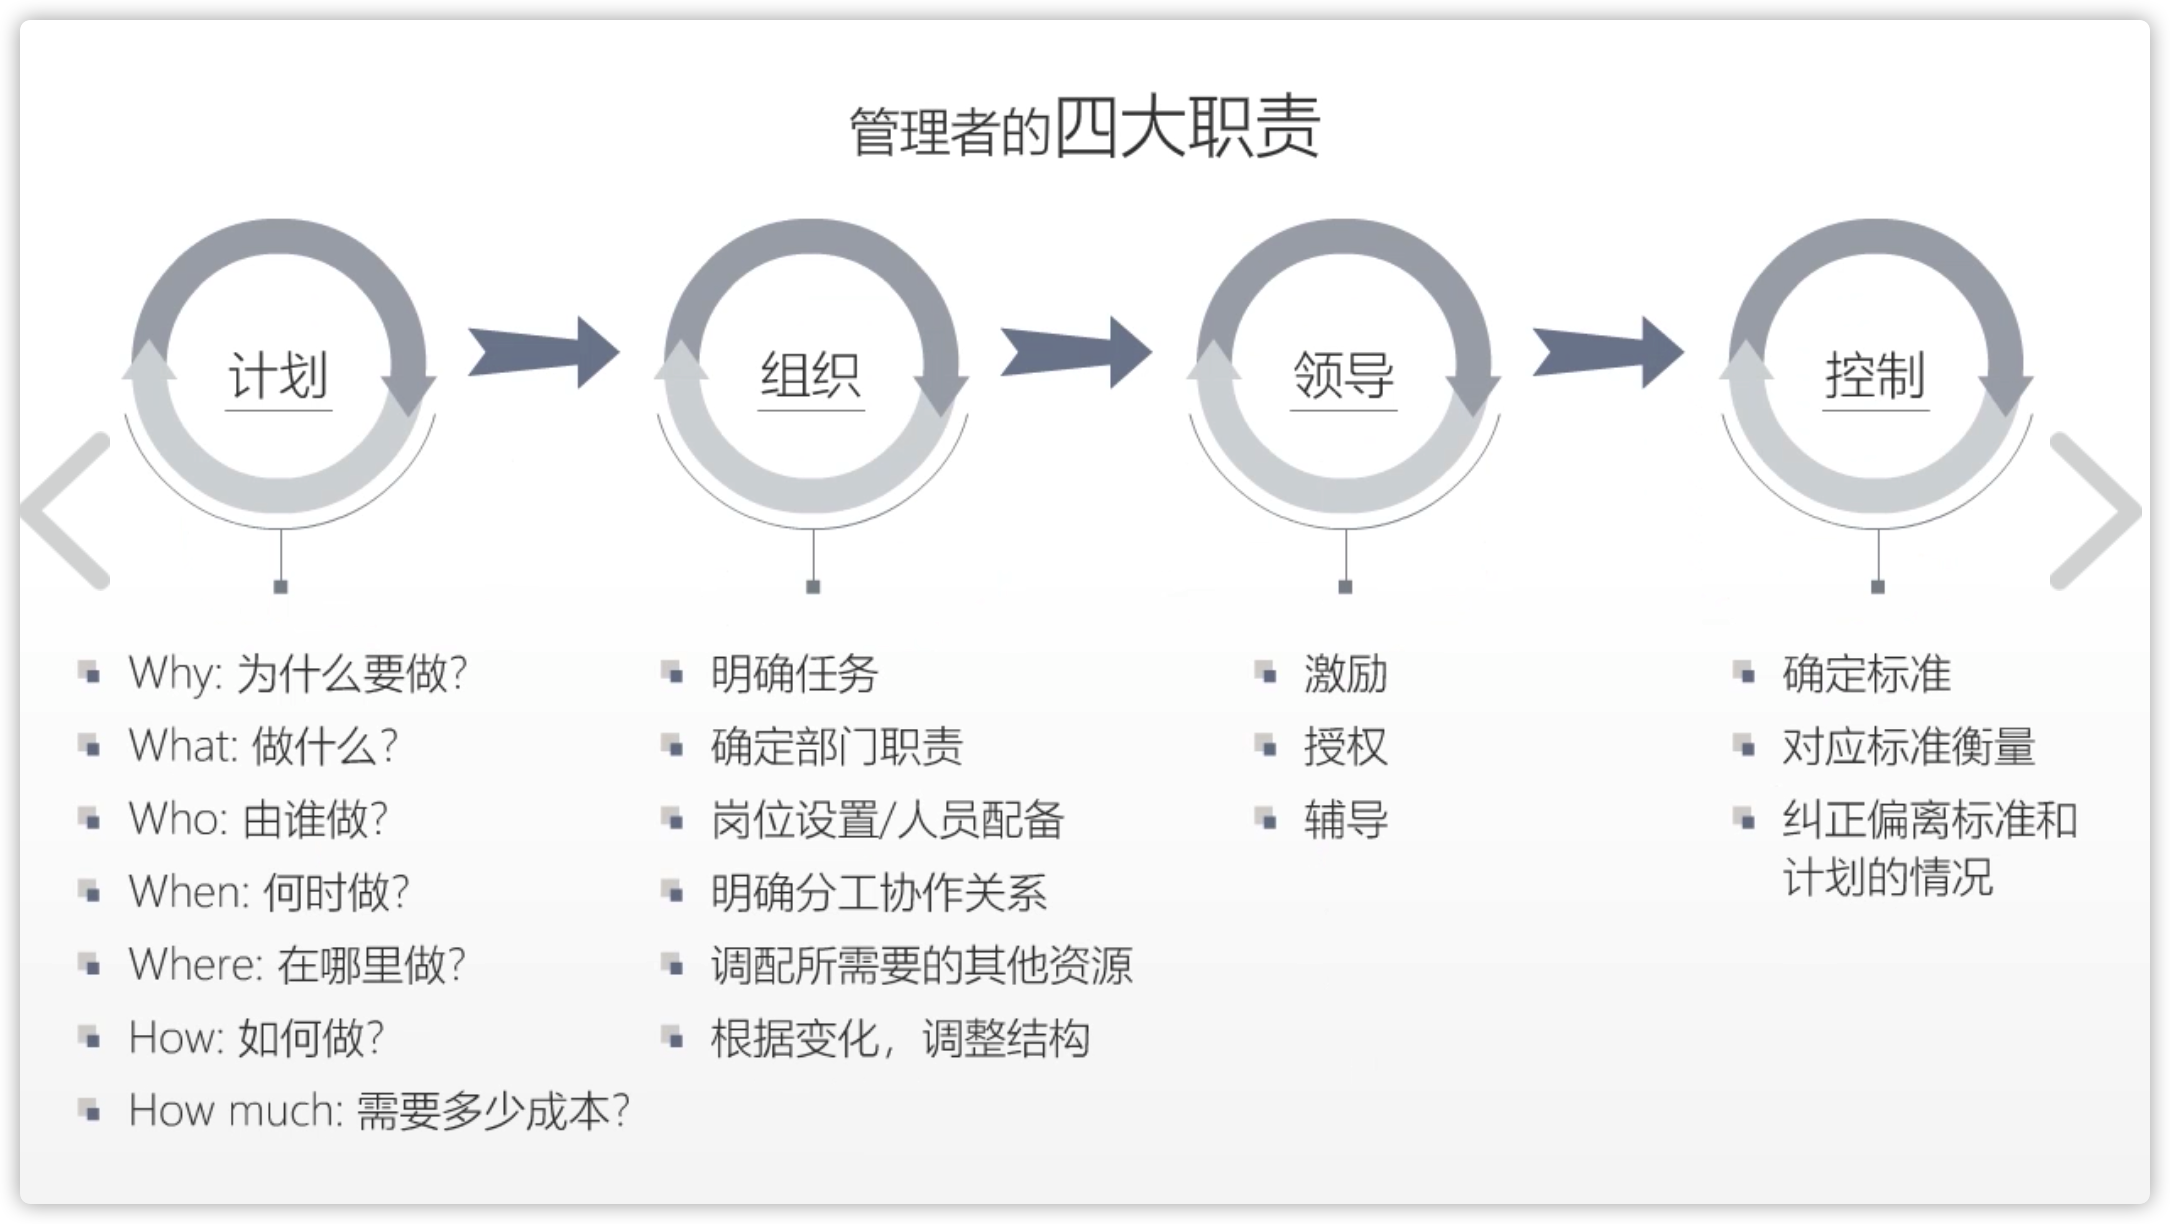 管理者的四大职责
计划
Why: 为什么要做?
What: 做什么?
Who: 由谁做?
When: 何时做?
Where: 在哪里做?
How: 如何做?
How much: 需要多少成本?
组织
明确任务
确定部门职责
岗位设置/人员配备
明确分工协作关系
调配所需要的其他资源
根据变化，调整结构
领导
激励
授权
辅导
控制
确定标准
对应标准衡量
纠正偏离标准和
计划的情况